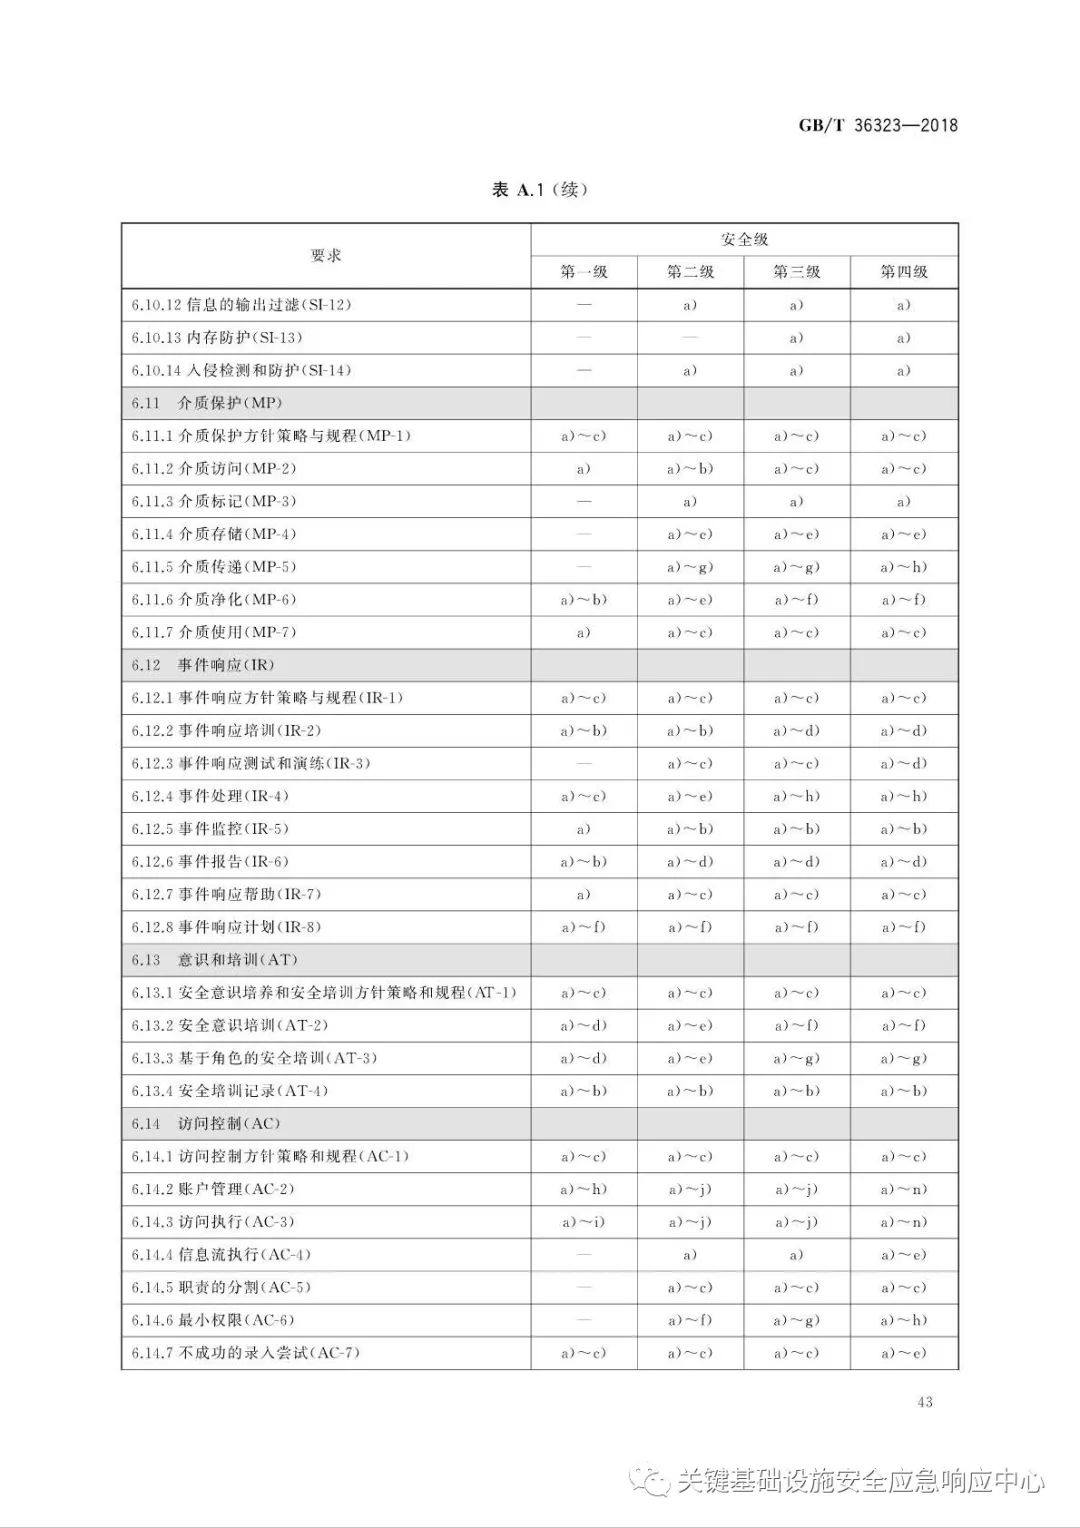 GB/T 36323—2018
表 A.1(续)
要求 安全级
第一级 第二级 第三级 第四级
6.10.12 信息的输出过滤(SI-12) — a) a) a)
6.10.13 内存防护(SI-13) — — a) a)
6.10.14 入侵检测和防护(SI-14) — a) a) a)
6.11 介质保护(MP)
6.11.1 介质保护方针策略与规程(MP-1) a)～c) a)～c) a)～c) a)～c)
6.11.2 介质访问(MP-2) a) a)～b) a)～c) a)～c)
6.11.3 介质标记(MP-3) — a) a) a)
6.11.4 介质存储(MP-4) — a)～c) a)～e) a)～e)
6.11.5 介质传递(MP-5) — a)～g) a)～g) a)～h)
6.11.6 介质净化(MP-6) a)～b) a)～e) a)～f) a)～f)
6.11.7 介质使用(MP-7) a) a)～c) a)～c) a)～c)
6.12 事件响应(IR)
6.12.1 事件响应方针策略与规程(IR-1) a)～c) a)～c) a)～c) a)～c)
6.12.2 事件响应培训(IR-2) a)～b) a)～b) a)～d) a)～d)
6.12.3 事件响应测试和演练(IR-3) — a)～c) a)～c) a)～d)
6.12.4 事件处理(IR-4) a)～c) a)～e) a)～h) a)～h)
6.12.5 事件监控(IR-5) a) a)～b) a)～b) a)～b)
6.12.6 事件报告(IR-6) a)～b) a)～d) a)～d) a)～d)
6.12.7 事件响应帮助(IR-7) a) a)～c) a)～c) a)～c)
6.12.8 事件响应计划(IR-8) a)～f) a)～f) a)～f) a)～f)
6.13 意识和培训(AT)
6.13.1 安全意识培养和安全培训方针策略和规程(AT-1) a)～c) a)～c) a)～c) a)～c)
6.13.2 安全意识培训(AT-2) a)～d) a)～e) a)～f) a)～f)
6.13.3 基于角色的安全培训(AT-3) a)～d) a)～e) a)～g) a)～g)
6.13.4 安全培训记录(AT-4) a)～b) a)～b) a)～b) a)～b)
6.14 访问控制(AC)
6.14.1 访问控制方针策略和规程(AC-1) a)～c) a)～c) a)～c) a)～c)
6.14.2 账户管理(AC-2) a)～h) a)～j) a)～j) a)～n)
6.14.3 访问执行(AC-3) a)～i) a)～j) a)～j) a)～n)
6.14.4 信息流执行(AC-4) — a) a) a)～e)
6.14.5 职责的分割(AC-5) — a)～c) a)～c) a)～c)
6.14.6 最小权限(AC-6) — a)～f) a)～g) a)～h)
6.14.7 不成功的录入尝试(AC-7) a)～c) a)～c) a)～c) a)～e)
43
关键基础设施安全应急响应中心